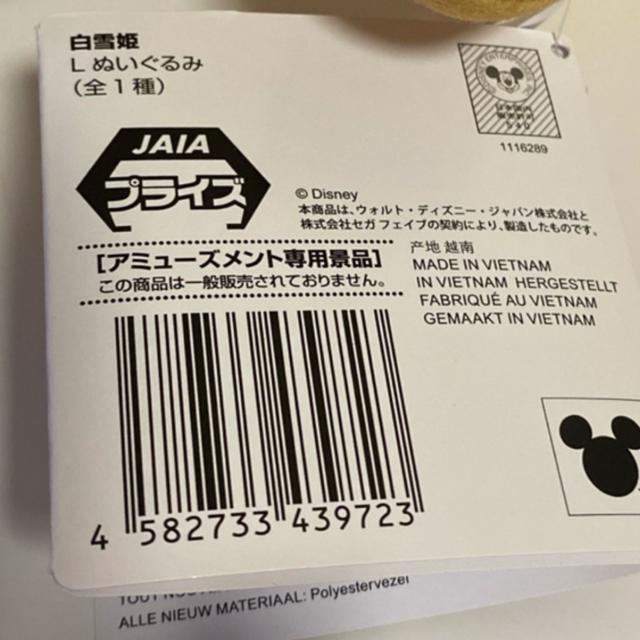 白雪姫
L ぬいぐるみ
(全1種)
1116289
JAIA
プライズ
© Disney
本商品は、ウォルト・ディズニー・ジャパン株式会社と
株式会社セガ フェイブの契約により、製造したものです。
[アミューズメント専用景品]
この商品は一般販売されておりません。
产地 越南
MADE IN VIETNAM
IN VIETNAM HERGESTELLT
FABRIQUÉ AU VIETNAM
GEMAAKT IN VIETNAM
4 582733 439723
ALLE NIEUW MATERIAAL: Polyestervezel